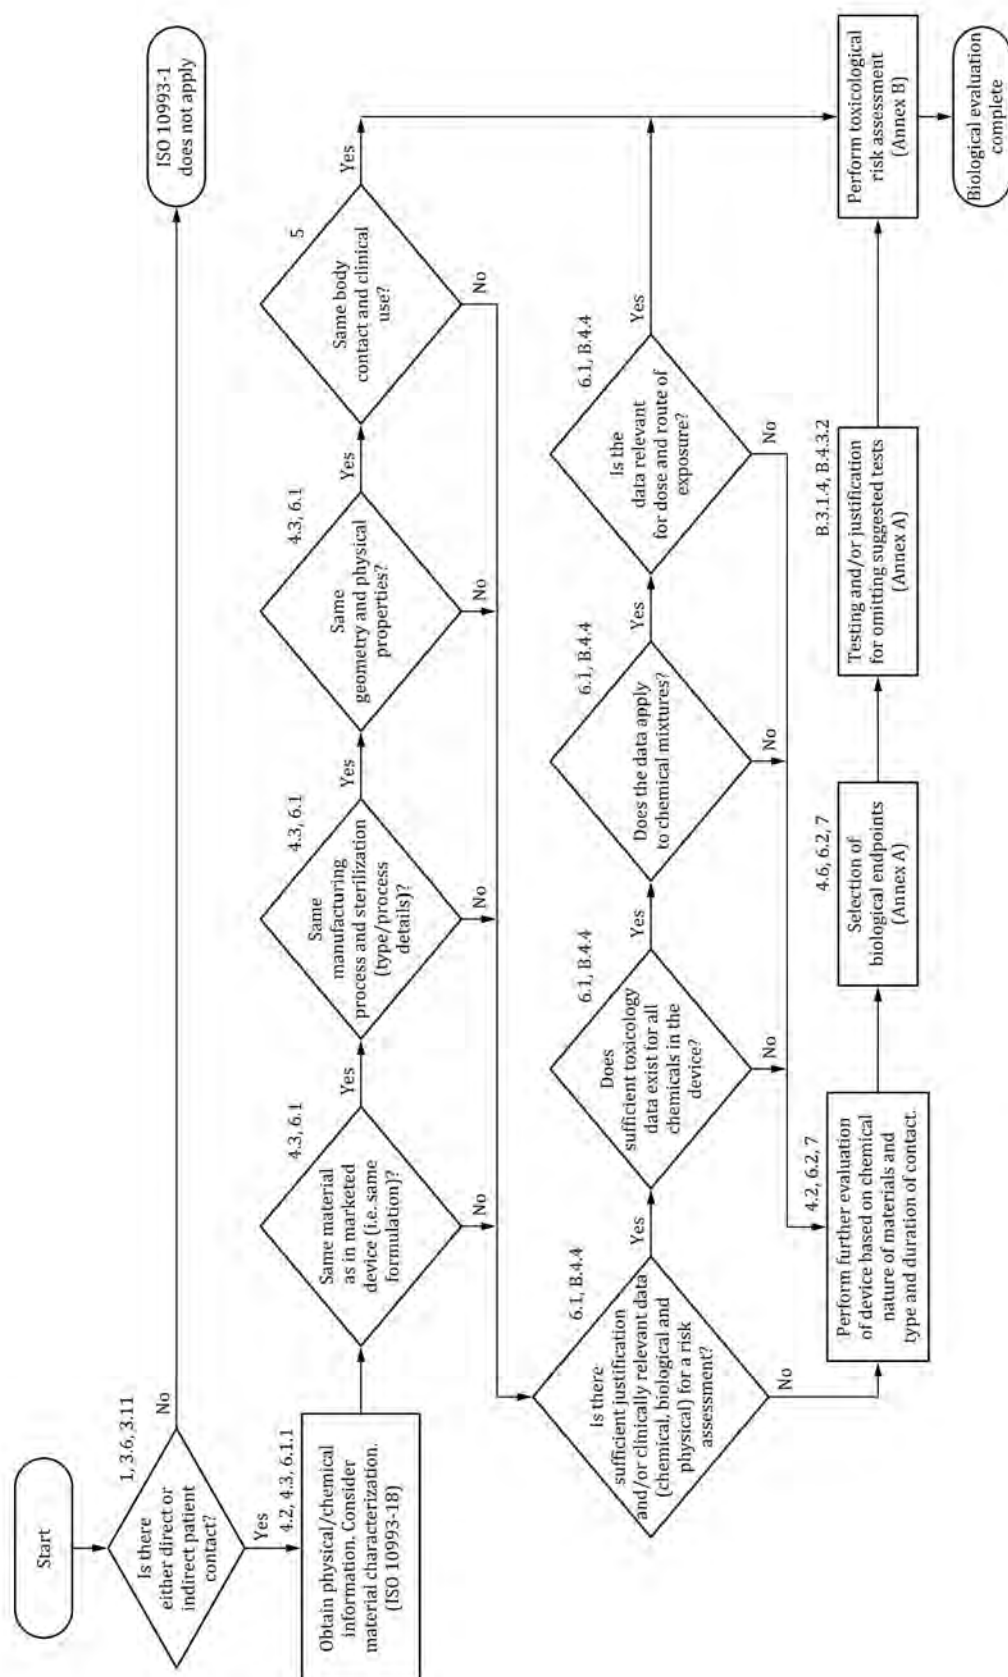 Start
1, 3.6, 3.11
Is there
either direct or
indirect patient
contact?
No
ISO 10993-1
does not apply
Yes
4.2, 4.3, 6.1.1
Obtain physical/chemical
information. Consider
material characterization.
(ISO 10993-18)
4.3, 6.1
Same material
as in marketed
device (i.e. same
formulation)?
Yes
No
4.3, 6.1
Same
manufacturing
process and sterilization
(type/process
details)?
Yes
No
4.3, 6.1
Same
geometry and physical
properties?
Yes
No
5
Same body
contact and clinical
use?
Yes
No
6.1, B.4.4
Is there
sufficient justification
and/or clinically relevant data
(chemical, biological and
physical) for a risk
assessment?
Yes
No
6.1, B.4.4
Does
sufficient toxicology
data exist for all
chemicals in the
device?
Yes
No
6.1, B.4.4
Does the data apply
to chemical mixtures?
Yes
No
6.1, B.4.4
Is the
data relevant
for dose and route of
exposure?
Yes
No
4.2, 6.2, 7
Perform further evaluation
of device based on chemical
nature of materials and
type and duration of contact.
4.6, 6.2, 7
Selection of
biological endpoints
(Annex A)
B.3.1.4, B.4.3.2
Testing and/or justification
for omitting suggested tests
(Annex A)
Perform toxicological
risk assessment
(Annex B)
Biological evaluation
complete